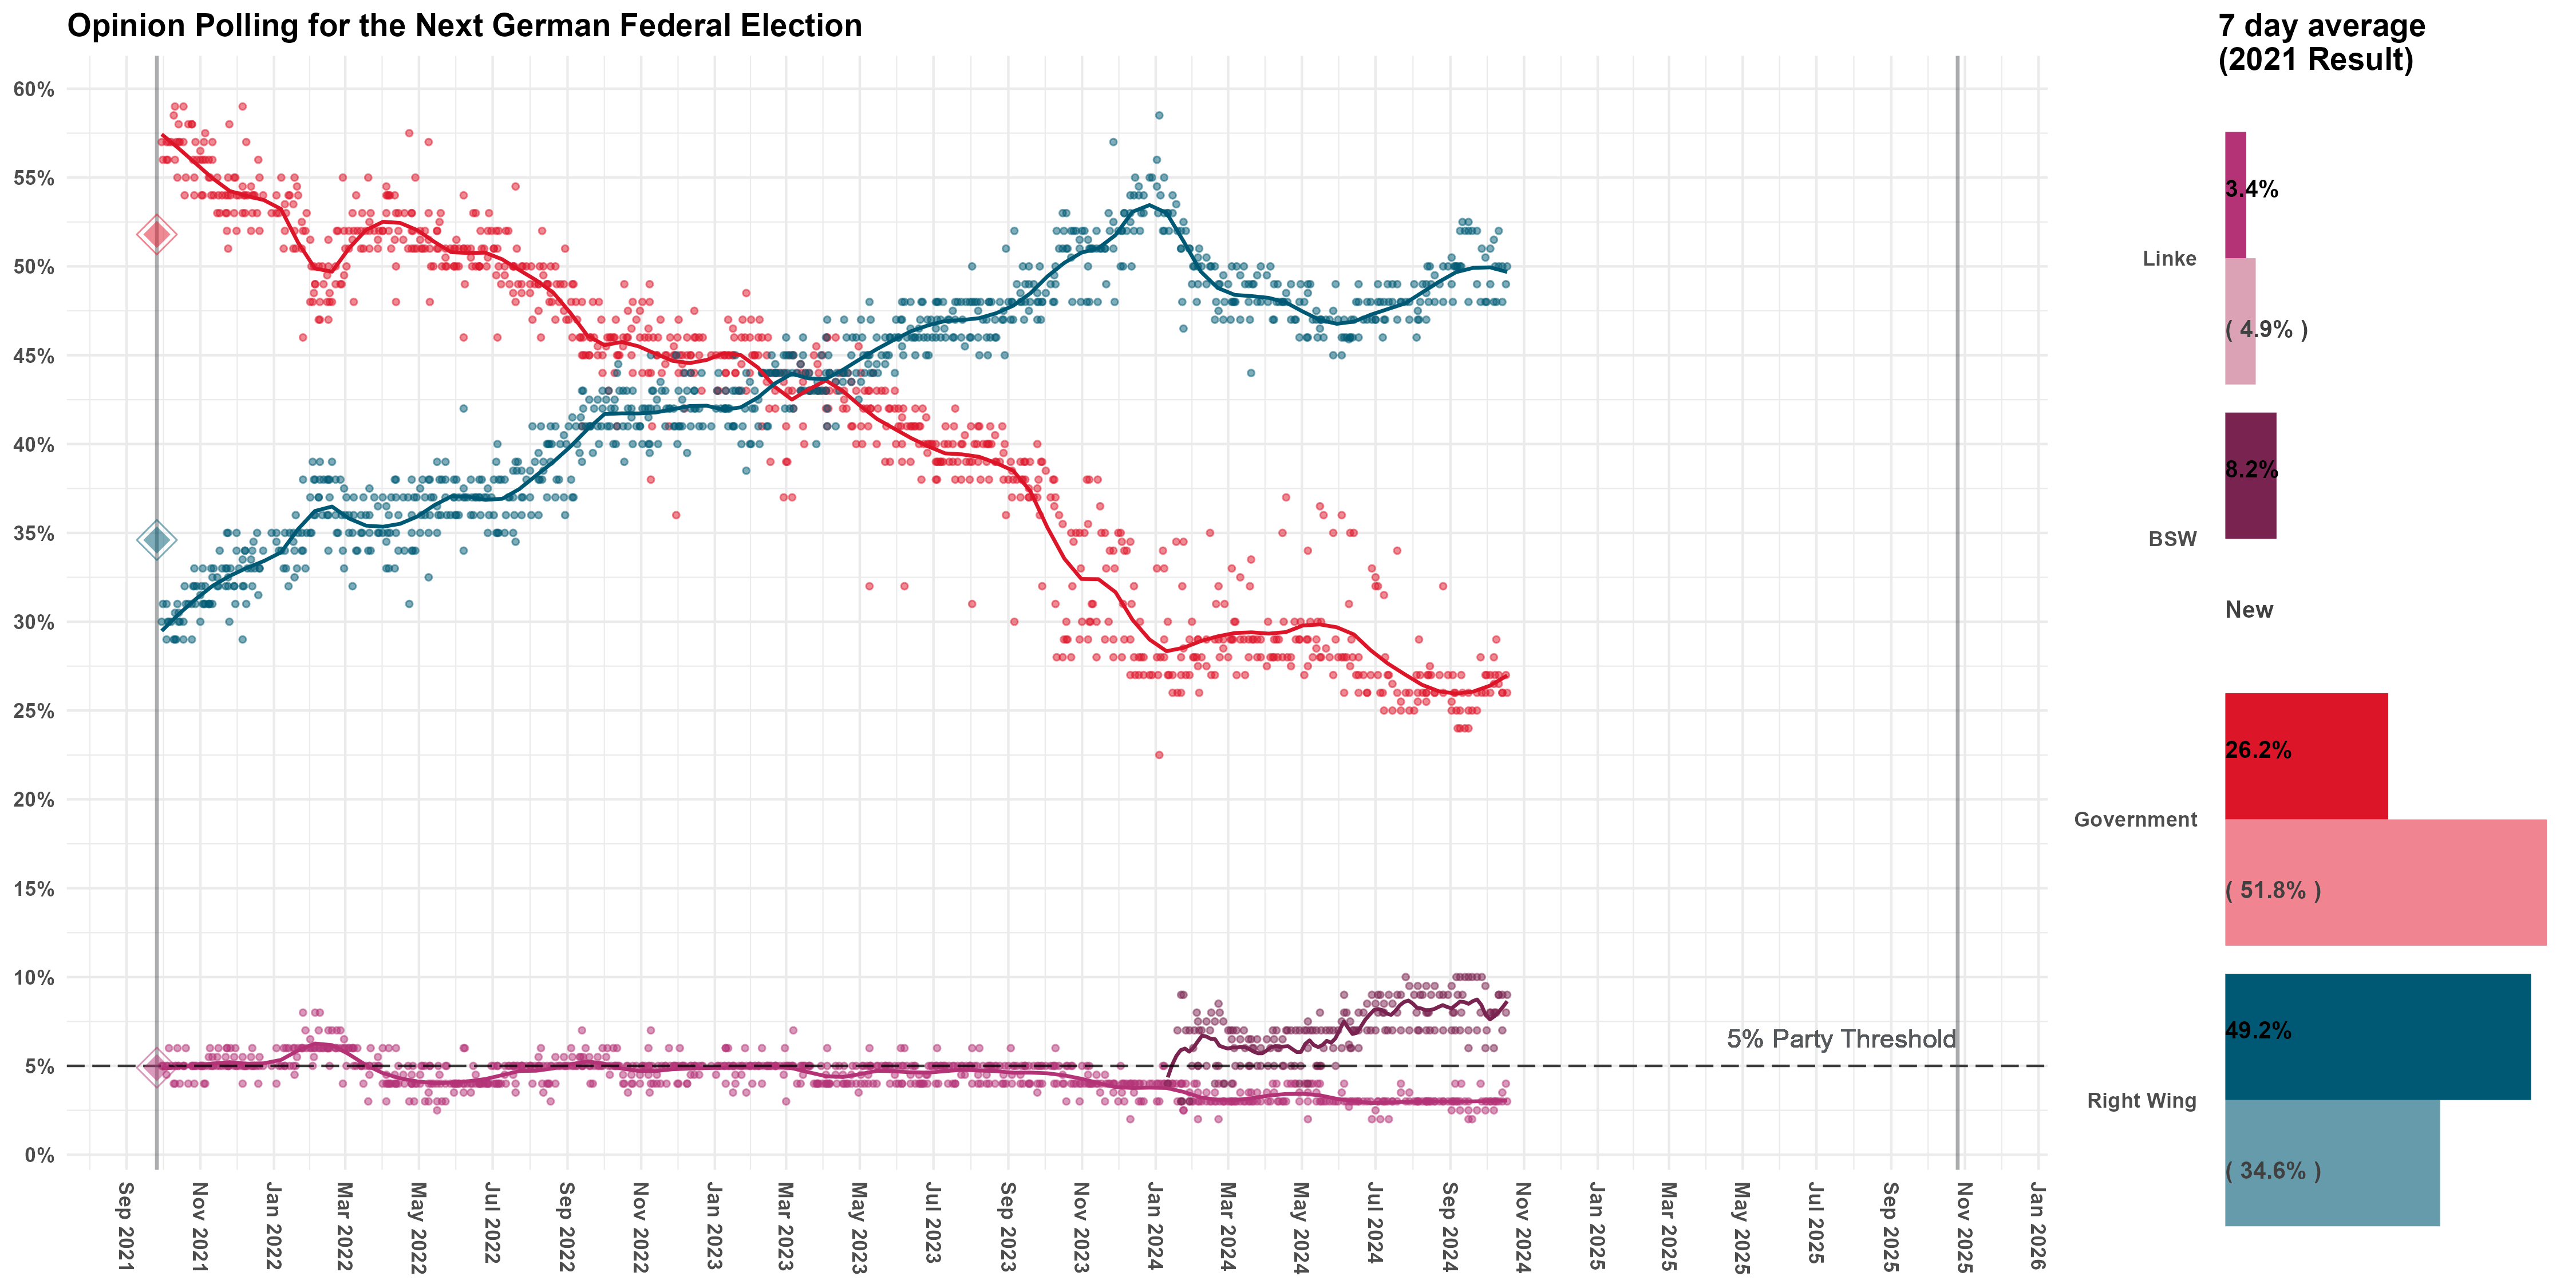 Opinion Polling for the Next German Federal Election
7 day average
(2021 Result)
60%
55%
50%
45%
40%
35%
30%
25%
20%
15%
10%
5%
0%
5% Party Threshold
Sep 2021
Nov 2021
Jan 2022
Mar 2022
May 2022
Jul 2022
Sep 2022
Nov 2022
Jan 2023
Mar 2023
May 2023
Jul 2023
Sep 2023
Nov 2023
Jan 2024
Mar 2024
May 2024
Jul 2024
Sep 2024
Nov 2024
Jan 2025
Mar 2025
May 2025
Jul 2025
Sep 2025
Nov 2025
Jan 2026
Linke
3.4%
( 4.9% )
BSW
8.2%
New
Government
26.2%
( 51.8% )
Right Wing
49.2%
( 34.6% )